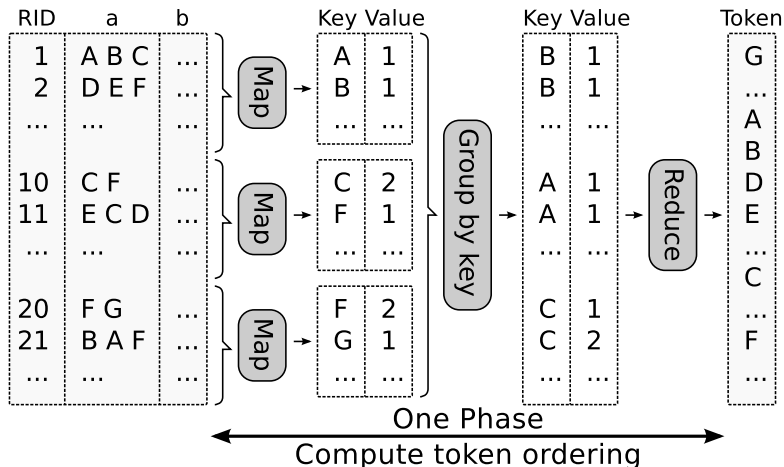 RID a b Key Value Key Value Token
1 A B C ... A 1 B 1 G
2 D E F ... B 1 B 1 ...
... ... ... ... ... ... ... A
Map
B
10 C F ... C 2 A 1 D
11 E C D ... F 1 A 1 E
... ... ... ... ... ... ... ...
Map
Group by key
Reduce
C
20 F G ... F 2 C 1 ...
21 B A F ... G 1 C 2 F
... ... ... ... ... ... ... ...
Map
One Phase
Compute token ordering